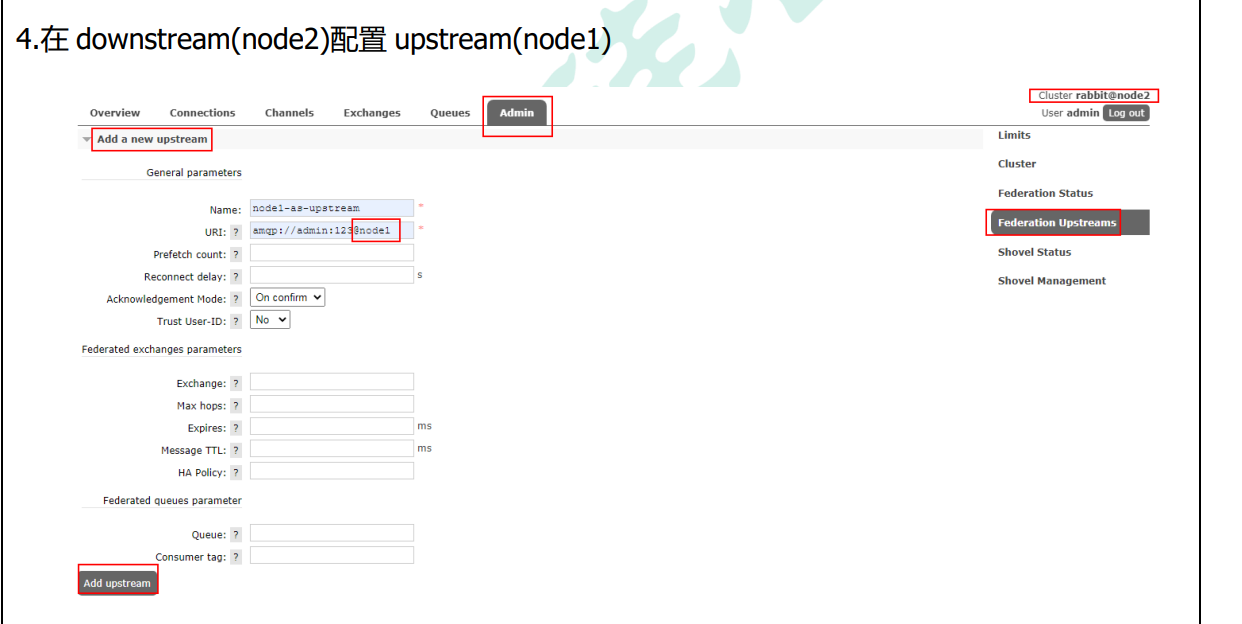 4.在 downstream(node2)配置 upstream(node1)
Cluster rabbit@node2
Overview Connections Channels Exchanges Queues Admin
User admin Log out
Add a new upstream
Limits
Cluster
Federation Status
Federation Upstreams
Shovel Status
Shovel Management
General parameters
Name: node1-as-upstream *
URI: ? amqp://admin:123@node1 *
Prefetch count: ?
Reconnect delay: ? s
Acknowledgement Mode: ? On confirm
Trust User-ID: ? No
Federated exchanges parameters
Exchange: ?
Max hops: ?
Expires: ? ms
Message TTL: ? ms
HA Policy: ?
Federated queues parameter
Queue: ?
Consumer tag: ?
Add upstream